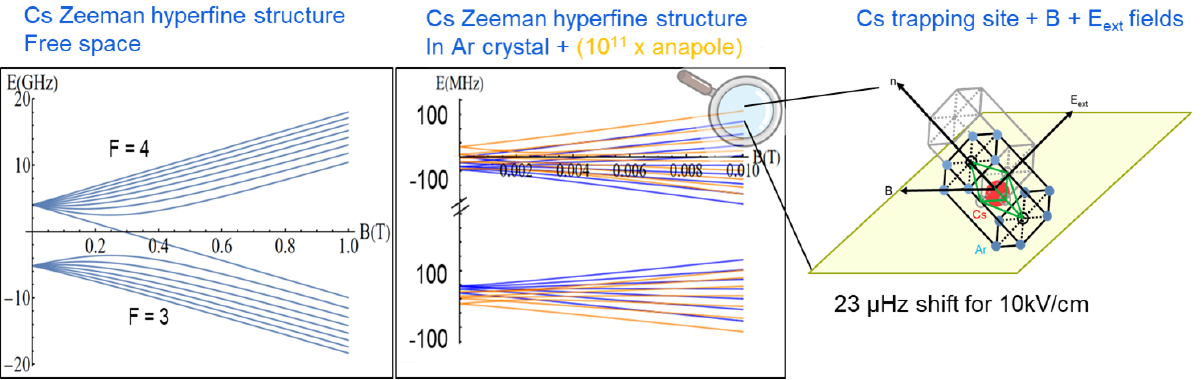 Cs Zeeman hyperfine structure
Free space
E(GHz)
20
10
-10
-20
F = 4
F = 3
0.2 0.4 0.6 0.8 1.0
B(T)
Cs Zeeman hyperfine structure
In Ar crystal + (10¹¹ x anapole)
E(MHz)
100
-100
100
-100
0.002 0.004 0.006 0.008 0.010
B(T)
Cs trapping site + B + Eext fields
n
Eext
B
Cs
Ar
23 μHz shift for 10kV/cm